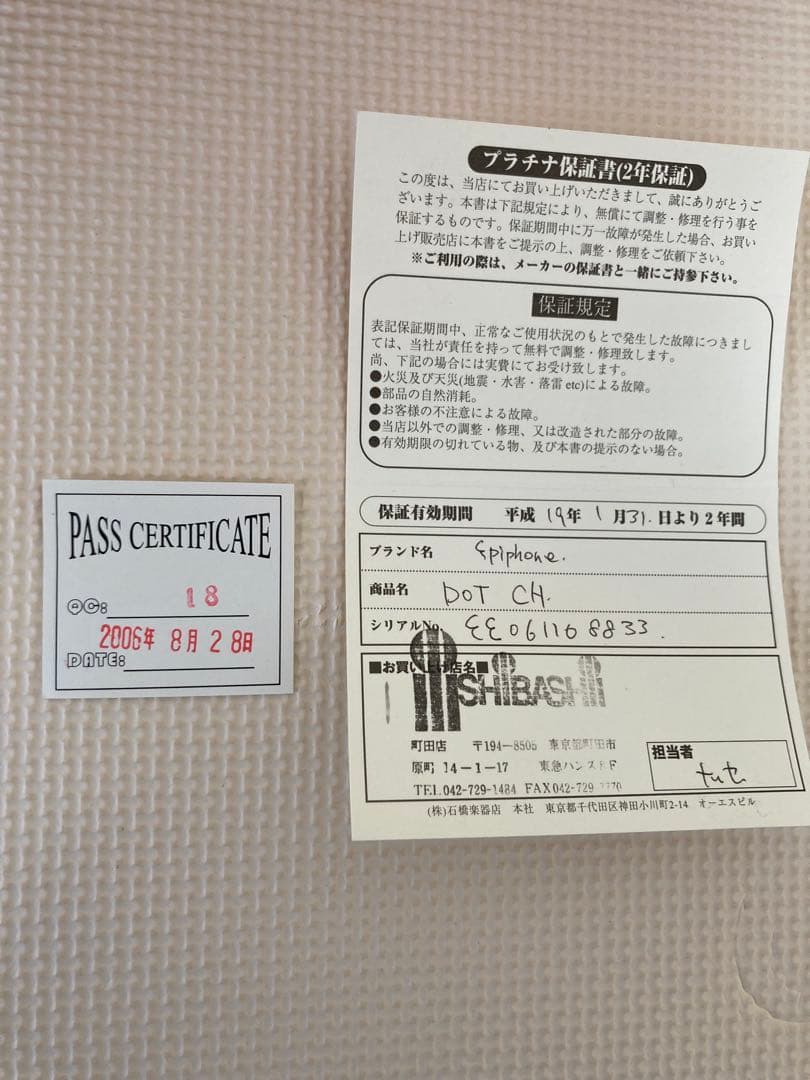 PASS CERTIFICATE
QC: 18
2006年 8月 28日
DATE:
プラチナ保証書(2年保証)
この度は、当店にてお買い上げいただきまして、誠にありがとうご
ざいます。本書は下記規定により、無償にて調整・修理を行う事を
保証するものです。保証期間中に万一故障が発生した場合、お買い
上げ販売店に本書をご提示の上、調整・修理をご依頼下さい。
※ご利用の際は、メーカーの保証書と一緒にご持参下さい。
保証規定
表記保証期間中、正常なご使用状況のもとで発生した故障につきまし
ては、当社が責任を持って無料で調整・修理致します。
尚、下記の場合には実費にてお受け致します。
●火災及び天災(地震・水害・落雷 etc)による故障。
●部品の自然消耗。
●お客様の不注意による故障。
●当店以外での調整・修理、又は改造された部分の故障。
●有効期限の切れている物、及び本書の提示のない場合。
保証有効期間 平成 19年 1月31.日より2年間
ブランド名 Epiphone.
商品名 DOT CH.
シリアルNo. EE061108833.
■お買い上げ店名■
ISHIBASHI
町田店 〒194-8505 東京都町田市
原町 14-1-17 東急ハンズ8F
TEL 042-729-1484 FAX 042-729-
担当者
(株)石橋楽器店 本社 東京都千代田区神田小川町2-14 オーエスビル